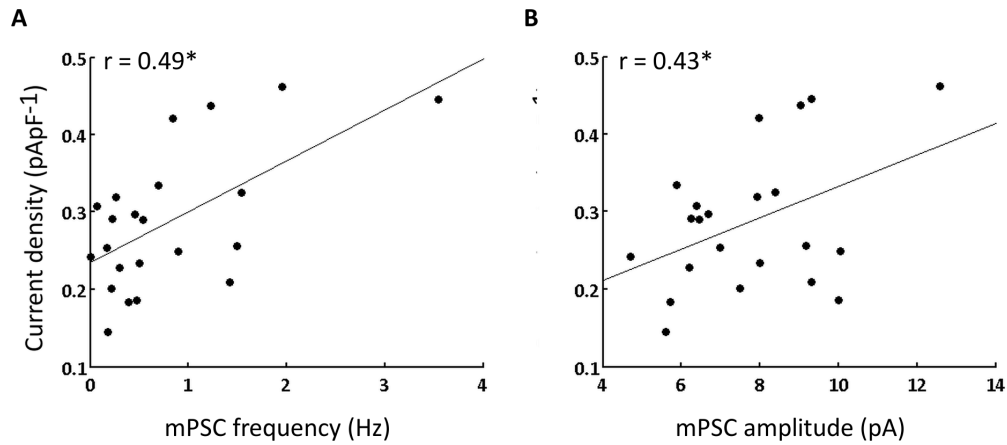 A
B
r = 0.49*
r = 0.43*
Current density (pApF-1)
0.5
0.4
0.3
0.2
0.1
0 1 2 3 4
mPSC frequency (Hz)
0.5
0.4
0.3
0.2
0.1
4 6 8 10 12 14
mPSC amplitude (pA)